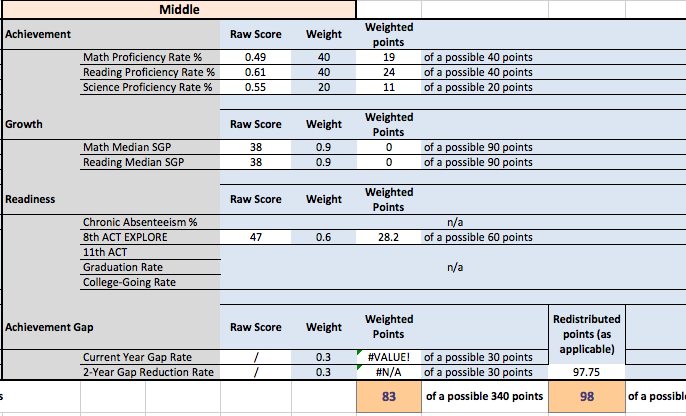 Middle
Achievement Raw Score Weight Weighted points
Math Proficiency Rate % 0.49 40 19 of a possible 40 points
Reading Proficiency Rate % 0.61 40 24 of a possible 40 points
Science Proficiency Rate % 0.55 20 11 of a possible 20 points
Growth Raw Score Weight Weighted Points
Math Median SGP 38 0.9 0 of a possible 90 points
Reading Median SGP 38 0.9 0 of a possible 90 points
Readiness Raw Score Weight Weighted Points
Chronic Absenteeism % n/a
8th ACT EXPLORE 47 0.6 28.2 of a possible 60 points
11th ACT
Graduation Rate n/a
College-Going Rate
Achievement Gap Raw Score Weight Weighted Points Redistributed points (as applicable)
Current Year Gap Rate / 0.3 #VALUE! of a possible 30 points
2-Year Gap Reduction Rate / 0.3 #N/A of a possible 30 points 97.75
s 83 of a possible 340 points 98 of a possibl